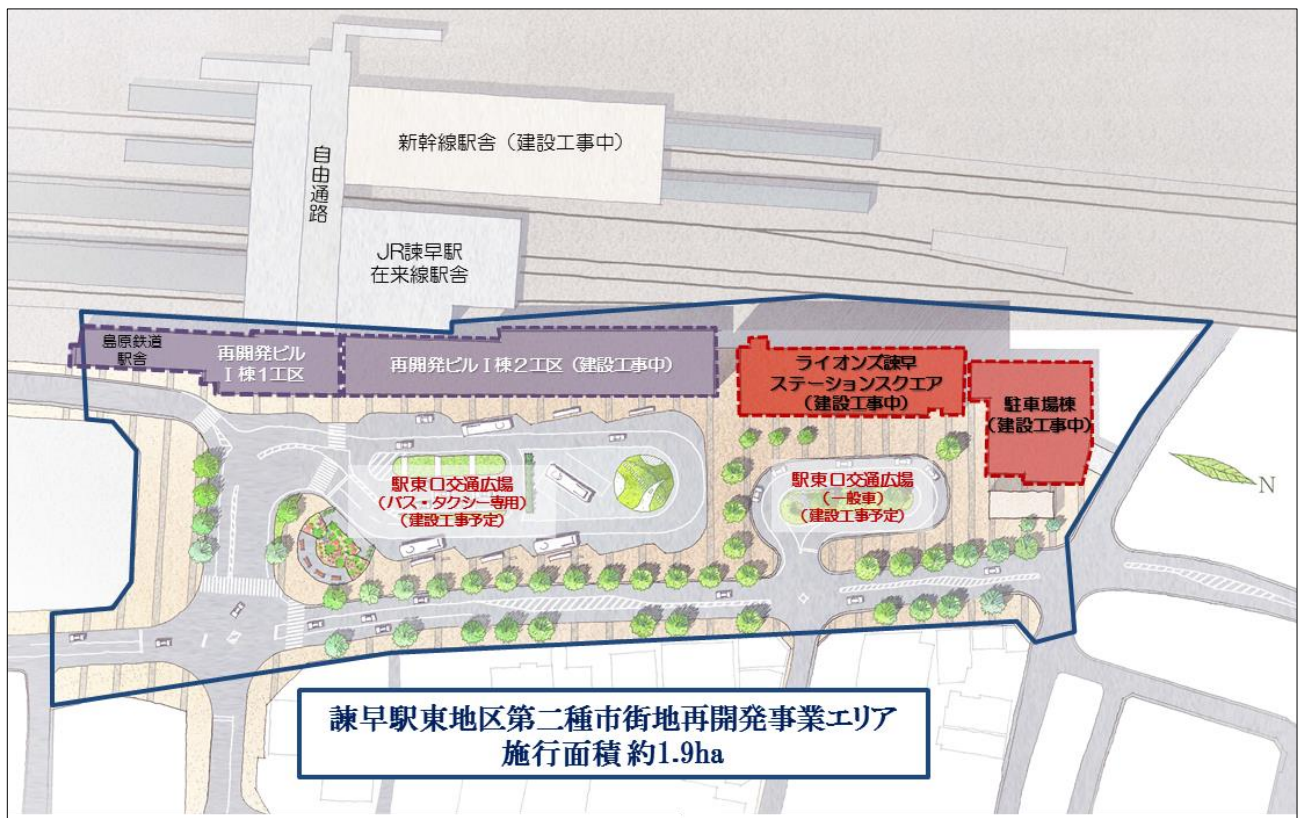 新幹線駅舎（建設工事中）
自由通路
JR諫早駅
在来線駅舎
島原鉄道
駅舎
再開発ビル
Ⅰ棟1工区
再開発ビルⅠ棟2工区（建設工事中）
ライオンズ諫早
ステーションスクエア
（建設工事中）
駐車場棟
（建設工事中）
駅東口交通広場
（バス・タクシー専用）
（建設工事予定）
駅東口交通広場
（一般車）
（建設工事予定）
N
諫早駅東地区第二種市街地再開発事業エリア
施行面積 約1.9ha